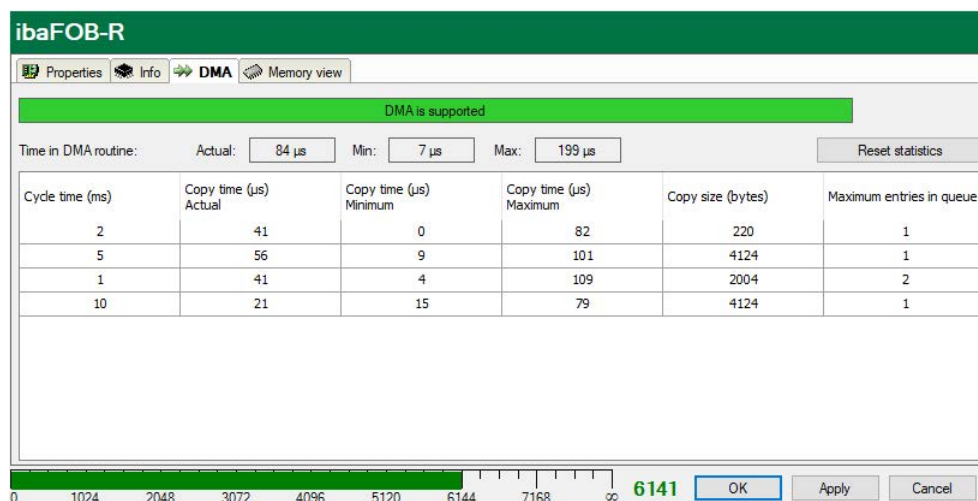 ibaFOB-R
Properties Info DMA Memory view
DMA is supported
Time in DMA routine: Actual: 84 µs Min: 7 µs Max: 199 µs Reset statistics
Cycle time (ms) Copy time (µs) Actual Copy time (µs) Minimum Copy time (µs) Maximum Copy size (bytes) Maximum entries in queue
2 41 0 82 220 1
5 56 9 101 4124 1
1 41 4 109 2004 2
10 21 15 79 4124 1
0 1024 2048 3072 4096 5120 6144 7168 ∞ 6141 OK Apply Cancel